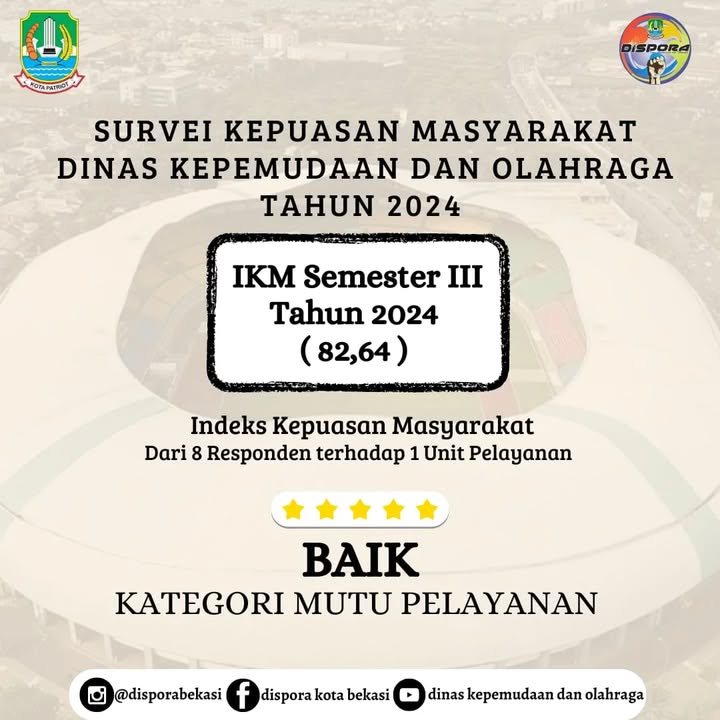 KOTA PATRIOT
DISPORA
SURVEI KEPUASAN MASYARAKAT
DINAS KEPEMUDAAN DAN OLAHRAGA
TAHUN 2024
IKM Semester III
Tahun 2024
( 82,64 )
Indeks Kepuasan Masyarakat
Dari 8 Responden terhadap 1 Unit Pelayanan
BAIK
KATEGORI MUTU PELAYANAN
@disporabekasi dispora kota bekasi dinas kepemudaan dan olahraga